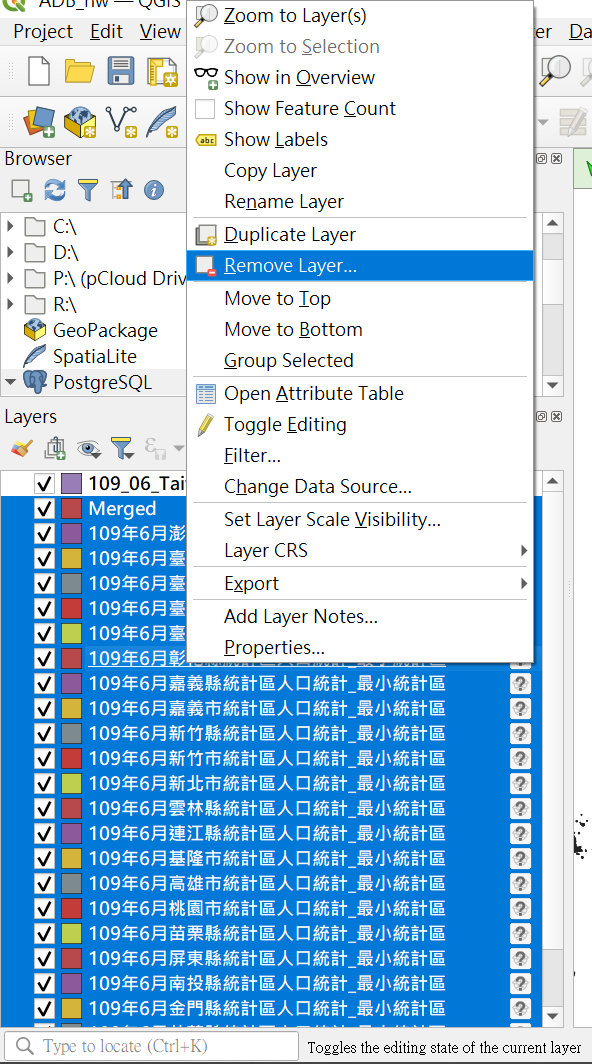 ADB_hw — QGIS
Project Edit View
er Da
Zoom to Layer(s)
Zoom to Selection
Show in Overview
Show Feature Count
abc Show Labels
Copy Layer
Rename Layer
Duplicate Layer
Remove Layer...
Move to Top
Move to Bottom
Group Selected
Open Attribute Table
Toggle Editing
Filter...
Change Data Source...
Set Layer Scale Visibility...
Layer CRS
Export
Add Layer Notes...
Properties...
Browser
C:\
D:\
P:\ (pCloud Driv
R:\
GeoPackage
SpatiaLite
PostgreSQL
Layers
109_06_Tai
Merged
109年6月澎
109年6月臺
109年6月臺
109年6月臺
109年6月臺
109年6月彰化縣統計區人口統計_最小統計區
109年6月嘉義縣統計區人口統計_最小統計區
109年6月嘉義市統計區人口統計_最小統計區
109年6月新竹縣統計區人口統計_最小統計區
109年6月新竹市統計區人口統計_最小統計區
109年6月新北市統計區人口統計_最小統計區
109年6月雲林縣統計區人口統計_最小統計區
109年6月連江縣統計區人口統計_最小統計區
109年6月基隆市統計區人口統計_最小統計區
109年6月高雄市統計區人口統計_最小統計區
109年6月桃園市統計區人口統計_最小統計區
109年6月苗栗縣統計區人口統計_最小統計區
109年6月屏東縣統計區人口統計_最小統計區
109年6月南投縣統計區人口統計_最小統計區
109年6月金門縣統計區人口統計_最小統計區
Type to locate (Ctrl+K)
Toggles the editing state of the current layer